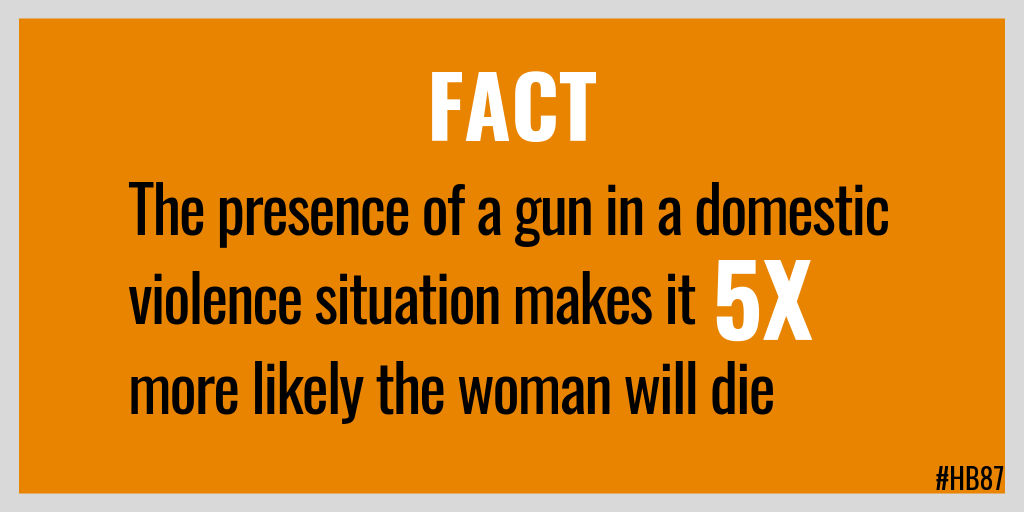 FACT
The presence of a gun in a domestic
violence situation makes it 5X
more likely the woman will die
#HB87